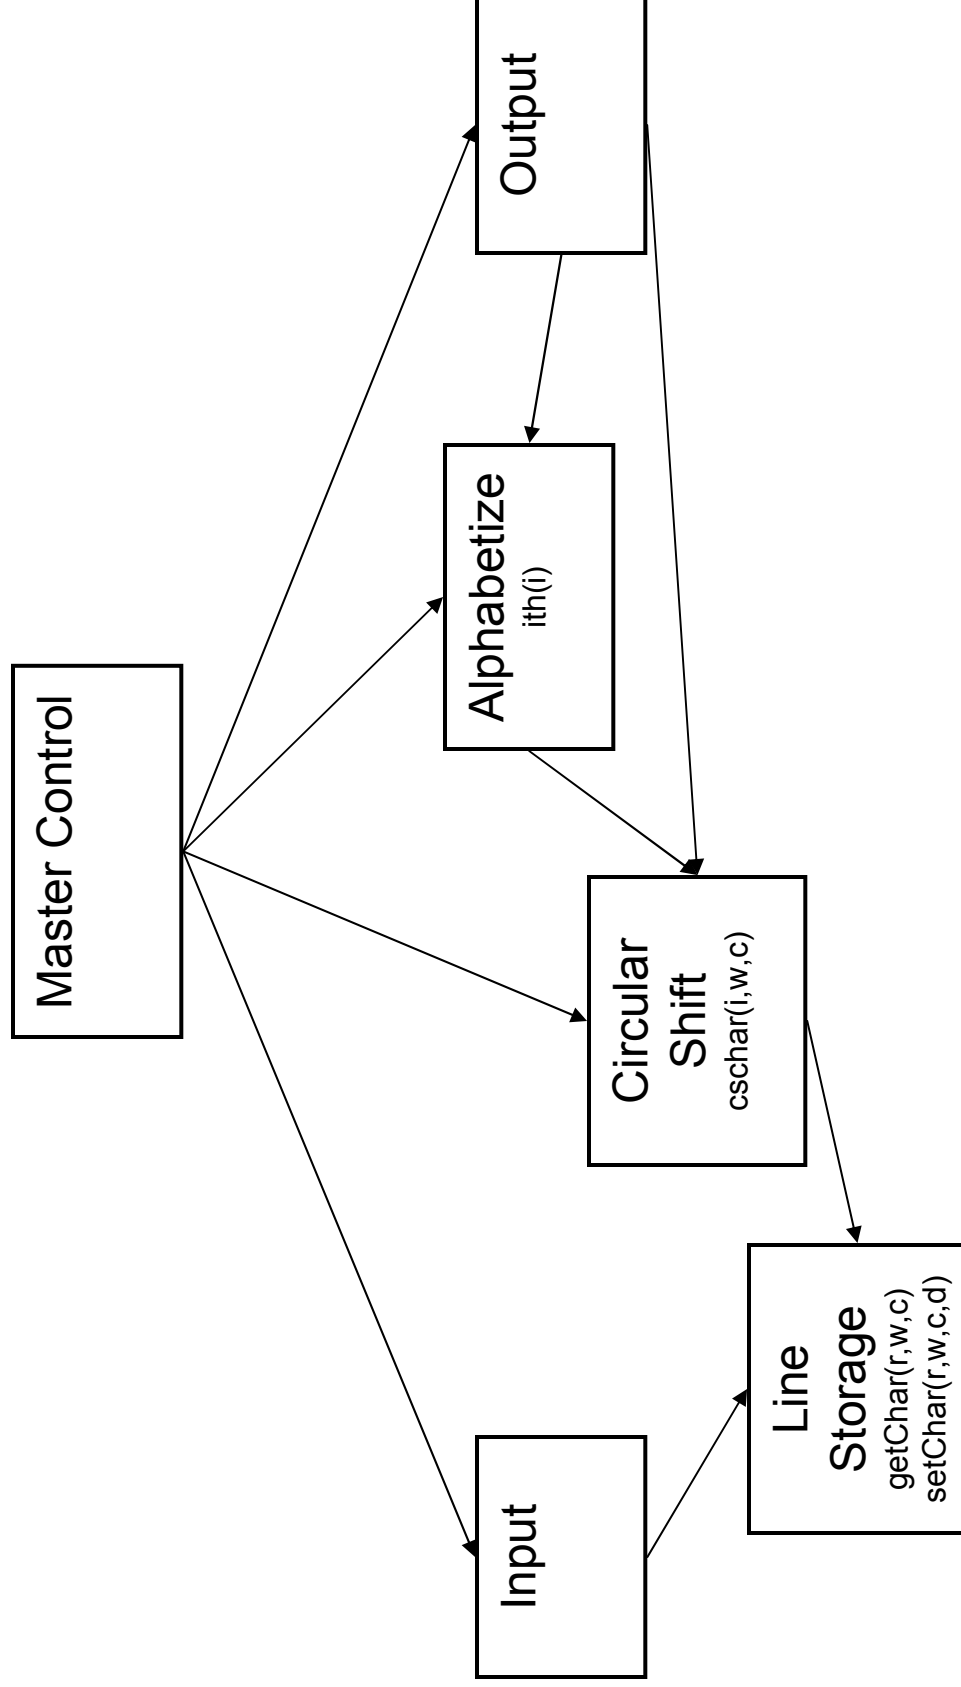 Master Control
Input
Output
Alphabetize
ith(i)
Circular
Shift
cschar(i,w,c)
Line
Storage
getChar(r,w,c)
setChar(r,w,c,d)